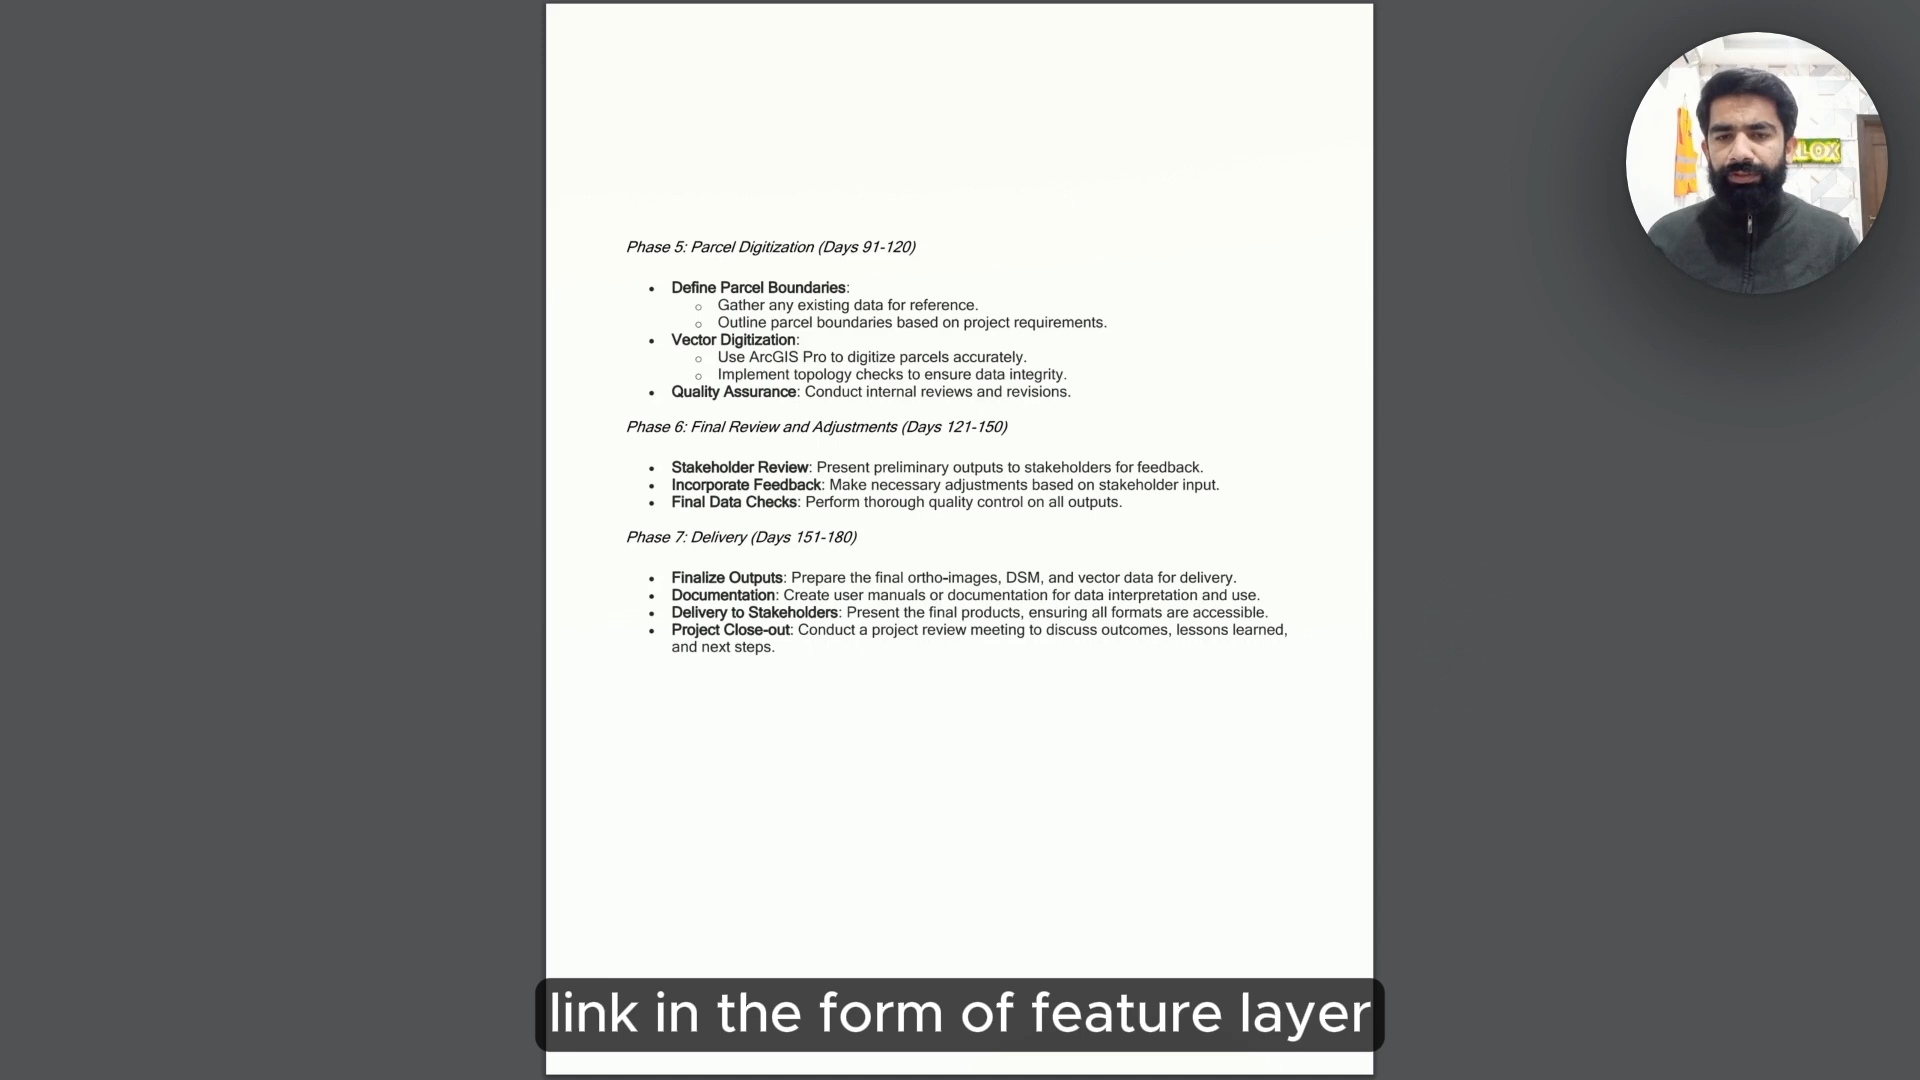 Phase 5: Parcel Digitization (Days 91-120)
• Define Parcel Boundaries:
○ Gather any existing data for reference.
○ Outline parcel boundaries based on project requirements.
• Vector Digitization:
○ Use ArcGIS Pro to digitize parcels accurately.
○ Implement topology checks to ensure data integrity.
• Quality Assurance: Conduct internal reviews and revisions.
Phase 6: Final Review and Adjustments (Days 121-150)
• Stakeholder Review: Present preliminary outputs to stakeholders for feedback.
• Incorporate Feedback: Make necessary adjustments based on stakeholder input.
• Final Data Checks: Perform thorough quality control on all outputs.
Phase 7: Delivery (Days 151-180)
• Finalize Outputs: Prepare the final ortho-images, DSM, and vector data for delivery.
• Documentation: Create user manuals or documentation for data interpretation and use.
• Delivery to Stakeholders: Present the final products, ensuring all formats are accessible.
• Project Close-out: Conduct a project review meeting to discuss outcomes, lessons learned,
and next steps.
link in the form of feature layer